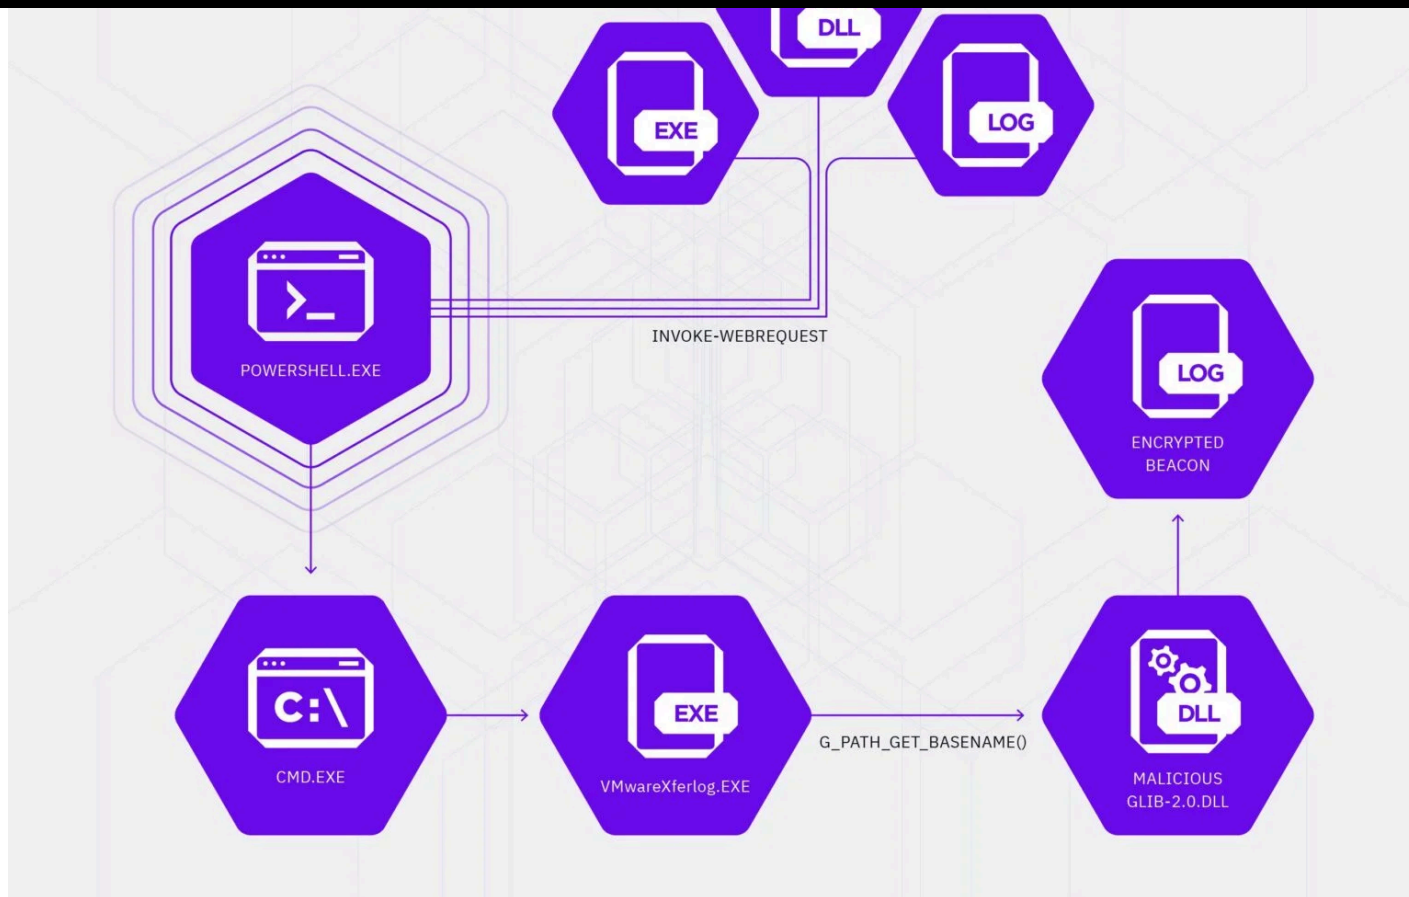 DLL
EXE
LOG
>_
POWERSHELL.EXE
INVOKE-WEBREQUEST
LOG
ENCRYPTED
BEACON
C:\
CMD.EXE
EXE
VMwareXferlog.EXE
G_PATH_GET_BASENAME()
DLL
MALICIOUS
GLIB-2.0.DLL